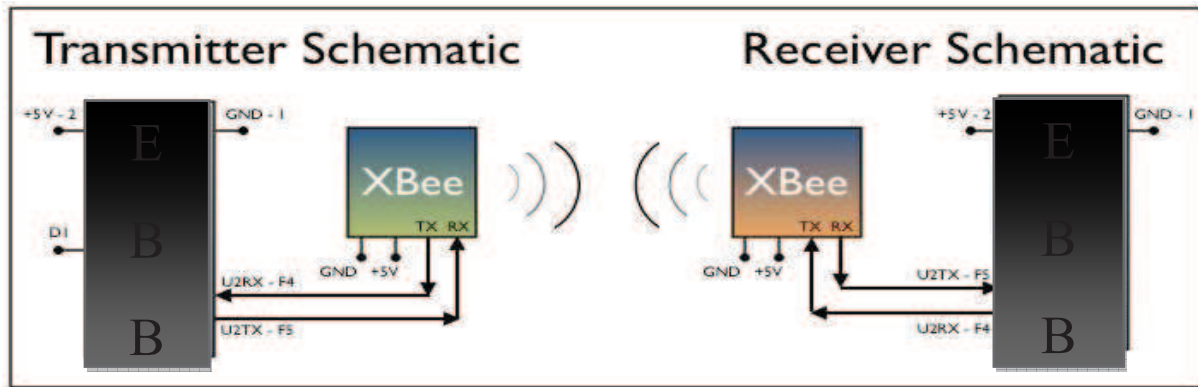 Transmitter Schematic
Receiver Schematic
+5V - 2
GND - 1
E
B
B
D1
XBee
TX RX
GND +5V
U2RX - F4
U2TX - F5
XBee
TX RX
GND +5V
U2TX - F5
U2RX - F4
+5V - 2
GND - 1
E
B
B